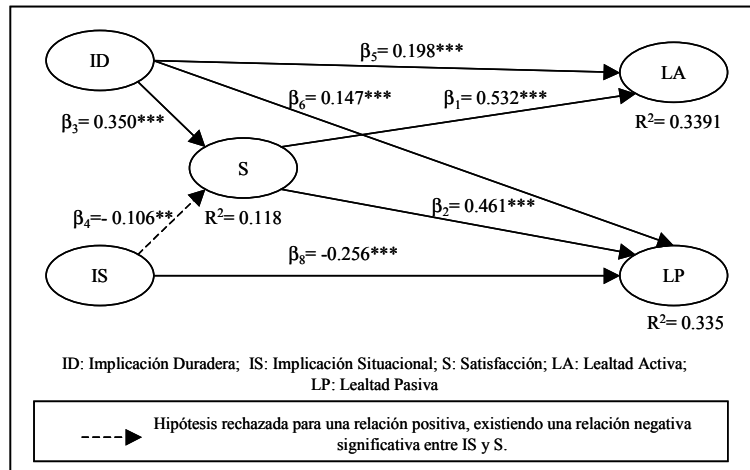 β5= 0.198***
ID
LA
β6= 0.147***
β1= 0.532***
β3= 0.350***
R2= 0.3391
S
β4=- 0.106**
R2= 0.118
β2= 0.461***
β8= -0.256***
IS
LP
R2= 0.335
ID: Implicación Duradera; IS: Implicación Situacional; S: Satisfacción; LA: Lealtad Activa;
LP: Lealtad Pasiva
Hipótesis rechazada para una relación positiva, existiendo una relación negativa
significativa entre IS y S.